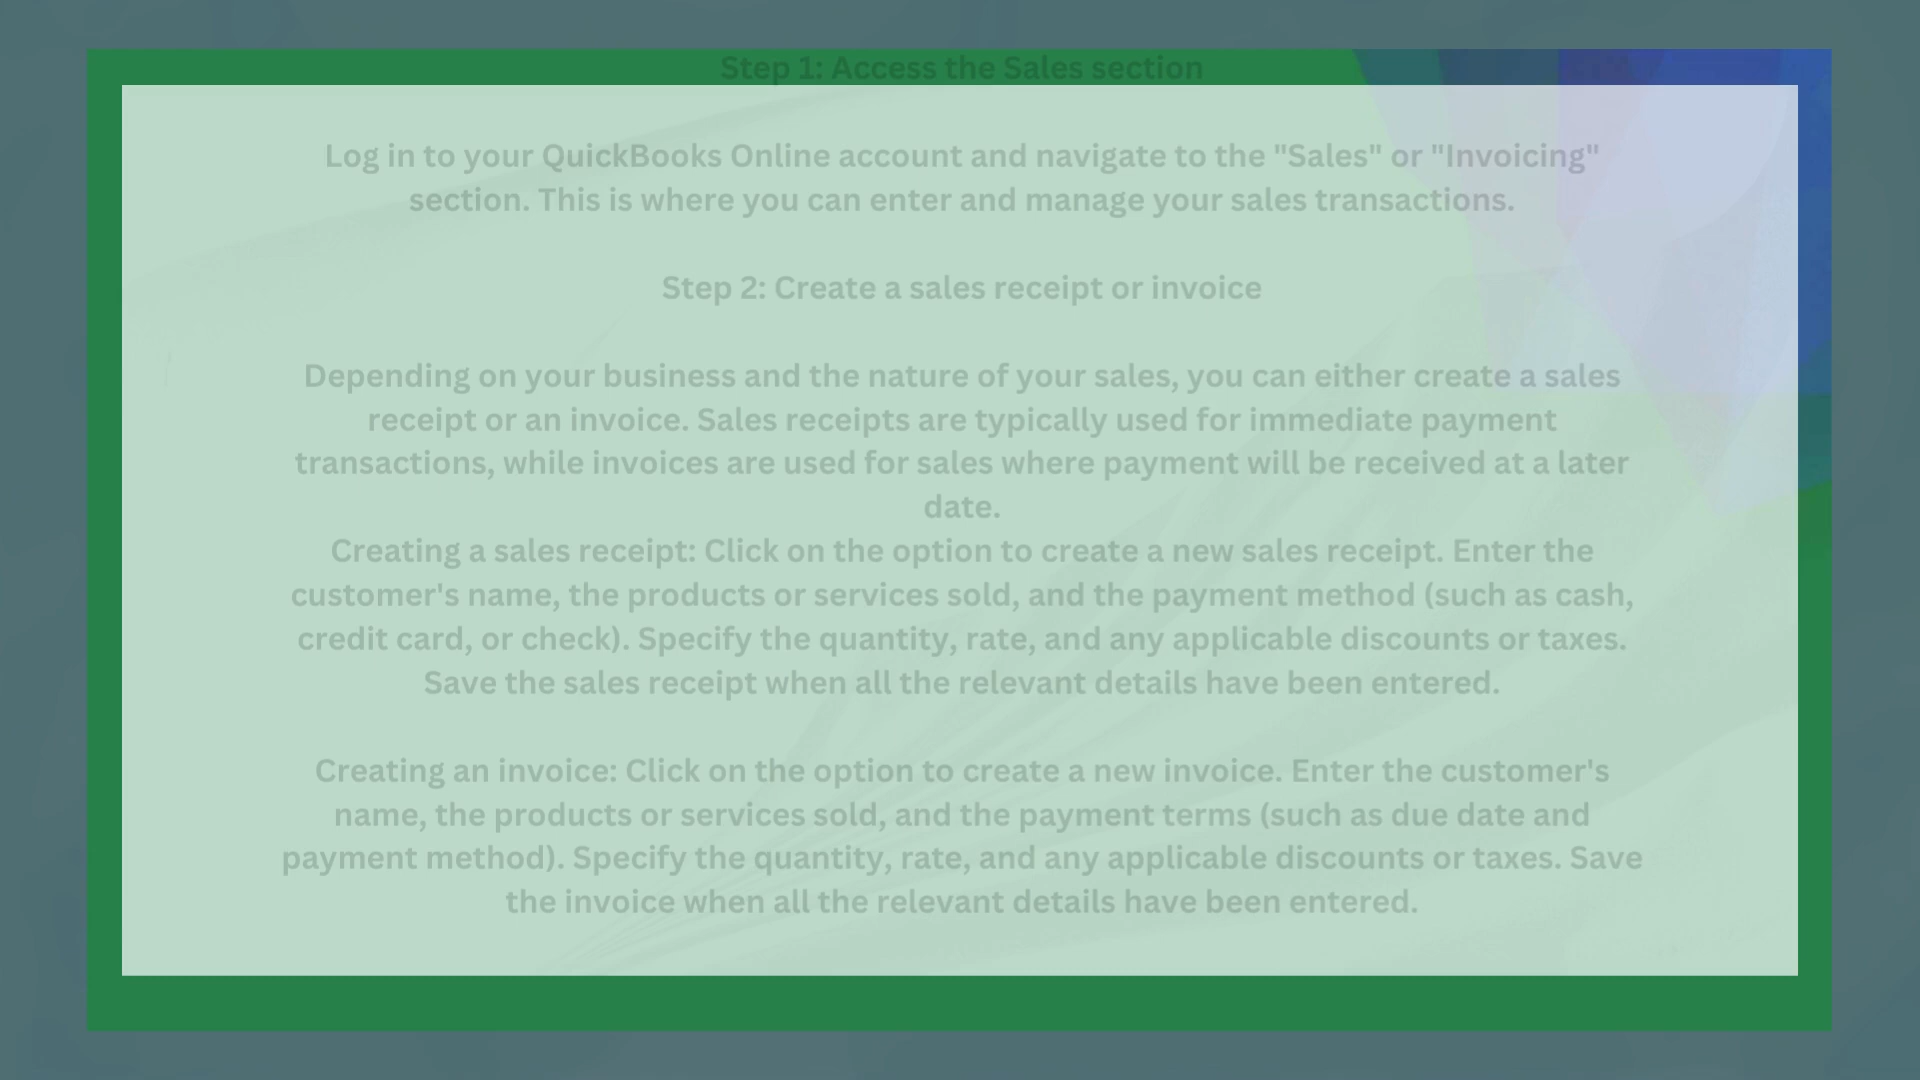 Step 1: Access the Sales section
Log in to your QuickBooks Online account and navigate to the "Sales" or "Invoicing"
section. This is where you can enter and manage your sales transactions.
Step 2: Create a sales receipt or invoice
Depending on your business and the nature of your sales, you can either create a sales
receipt or an invoice. Sales receipts are typically used for immediate payment
transactions, while invoices are used for sales where payment will be received at a later
date.
Creating a sales receipt: Click on the option to create a new sales receipt. Enter the
customer's name, the products or services sold, and the payment method (such as cash,
credit card, or check). Specify the quantity, rate, and any applicable discounts or taxes.
Save the sales receipt when all the relevant details have been entered.
Creating an invoice: Click on the option to create a new invoice. Enter the customer's
name, the products or services sold, and the payment terms (such as due date and
payment method). Specify the quantity, rate, and any applicable discounts or taxes. Save
the invoice when all the relevant details have been entered.